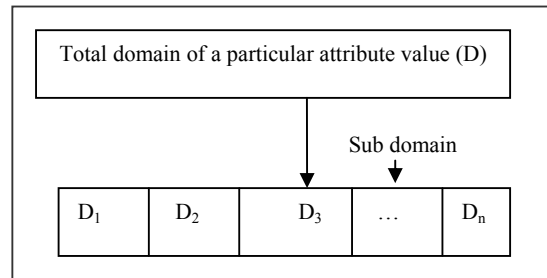 Total domain of a particular attribute value (D)
Sub domain
D₁ D₂ D₃ … Dₙ